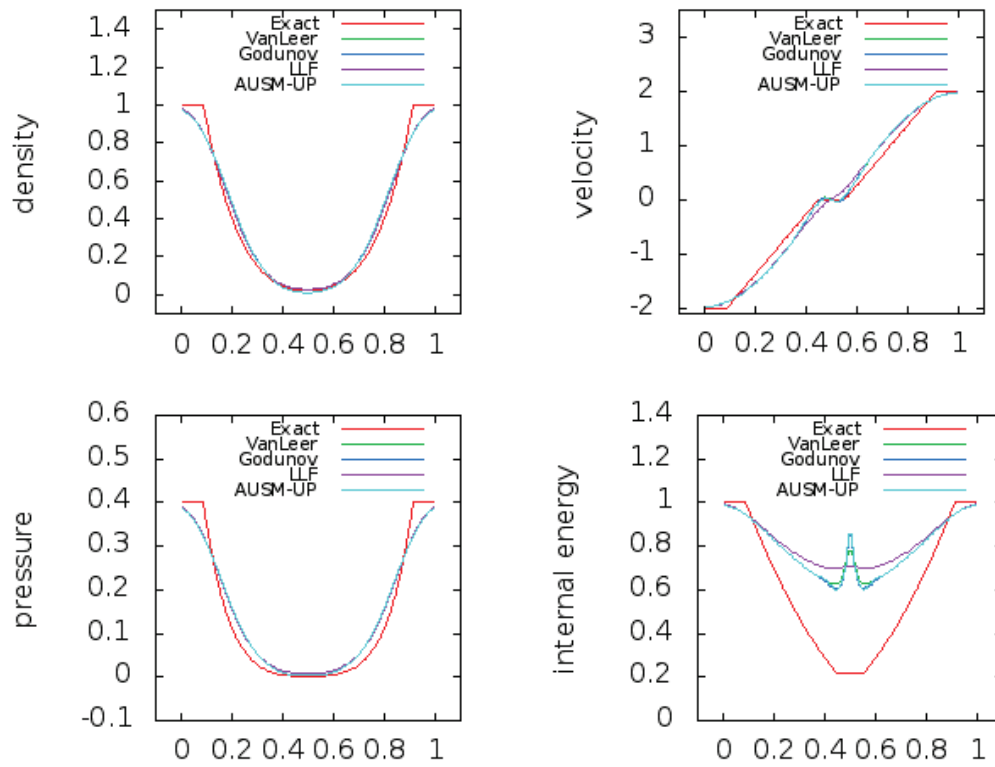 density
1.4
1.2
1
0.8
0.6
0.4
0.2
0
Exact
VanLeer
Godunov
LLF
AUSM-UP
0 0.2 0.4 0.6 0.8 1
velocity
3
2
1
0
-1
-2
Exact
VanLeer
Godunov
LLF
AUSM-UP
0 0.2 0.4 0.6 0.8 1
pressure
0.6
0.5
0.4
0.3
0.2
0.1
0
-0.1
Exact
VanLeer
Godunov
LLF
AUSM-UP
0 0.2 0.4 0.6 0.8 1
internal energy
1.4
1.2
1
0.8
0.6
0.4
0.2
0
Exact
VanLeer
Godunov
LLF
AUSM-UP
0 0.2 0.4 0.6 0.8 1